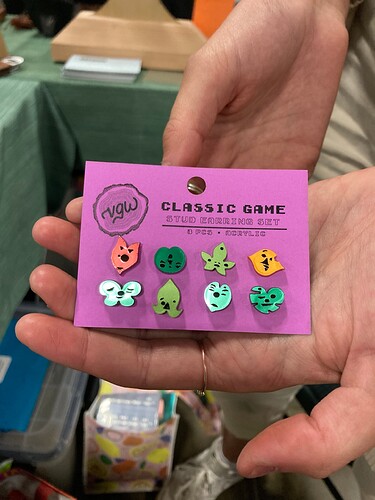 vgw
CLASSIC GAME
STUD EARRING SET
8 PCS • ACRYLIC